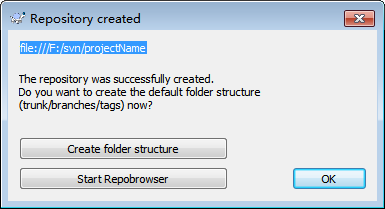 Repository created
file:///F:/svn/projectName
The repository was successfully created.
Do you want to create the default folder structure
(trunk/branches/tags) now?
Create folder structure
Start Repobrowser
OK